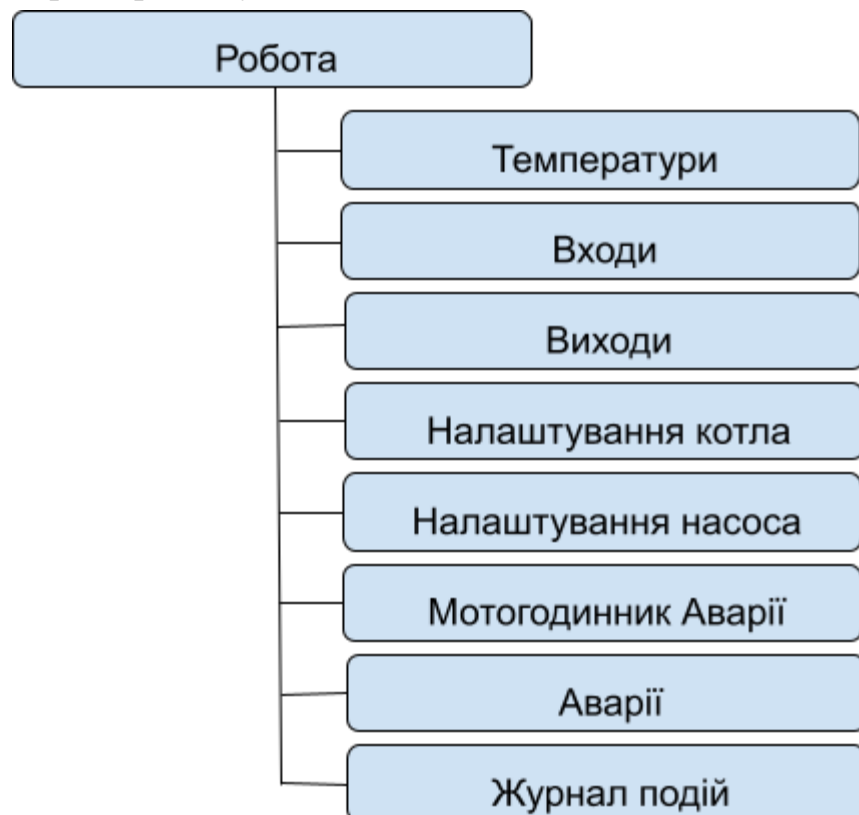 Робота
Температури
Входи
Виходи
Налаштування котла
Налаштування насоса
Мотогодинник Аварії
Аварії
Журнал подій